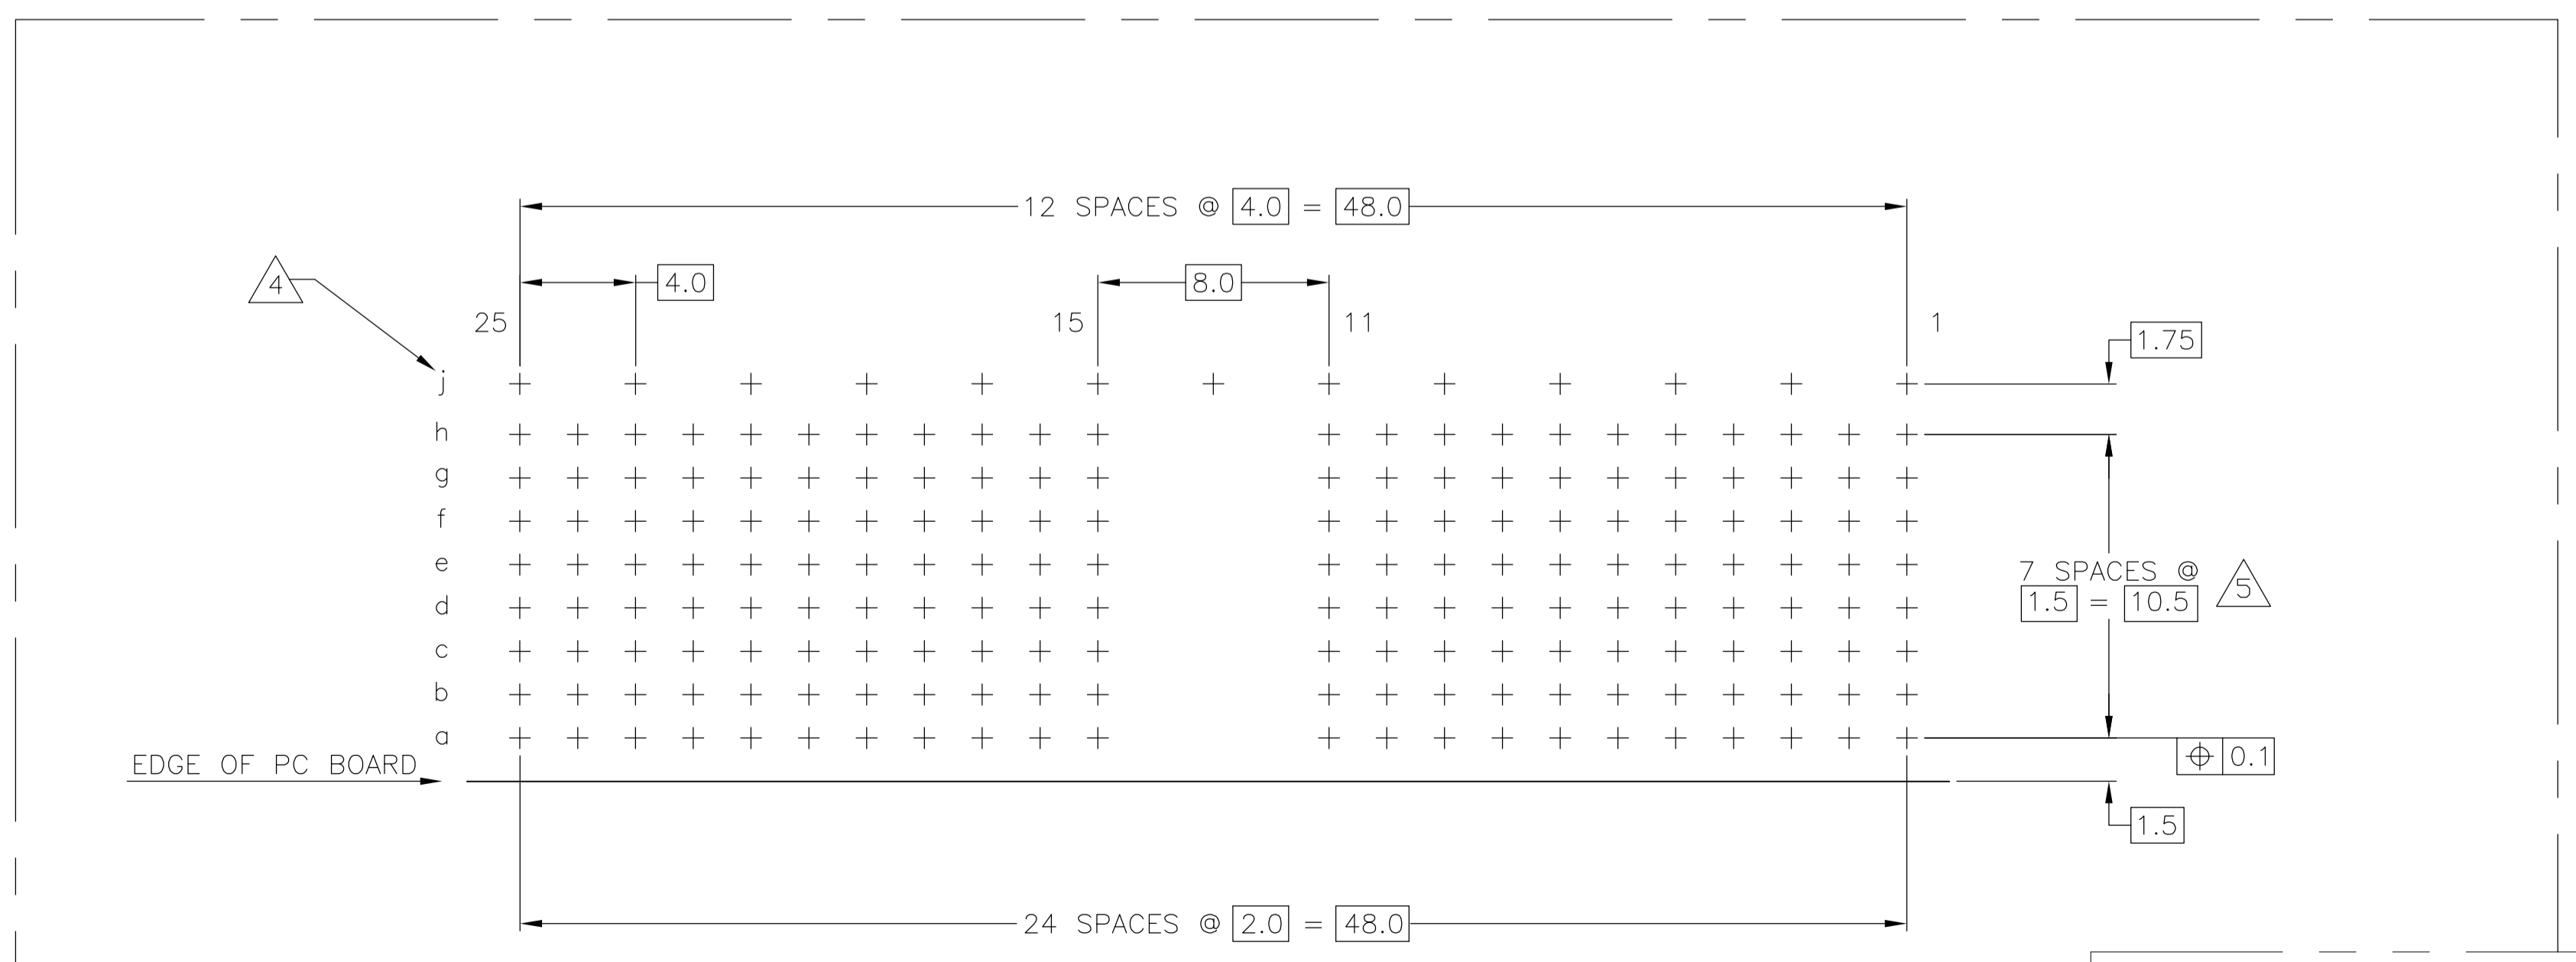 12 SPACES @ 4.0 = 48.0
4 4.0 8.0
25 15 11 1
1.75
j
h
g
f
e
7 SPACES @ 5
1.5 = 10.5
d
c
b
a
EDGE OF PC BOARD
⌖ 0.1
1.5
24 SPACES @ 2.0 = 48.0